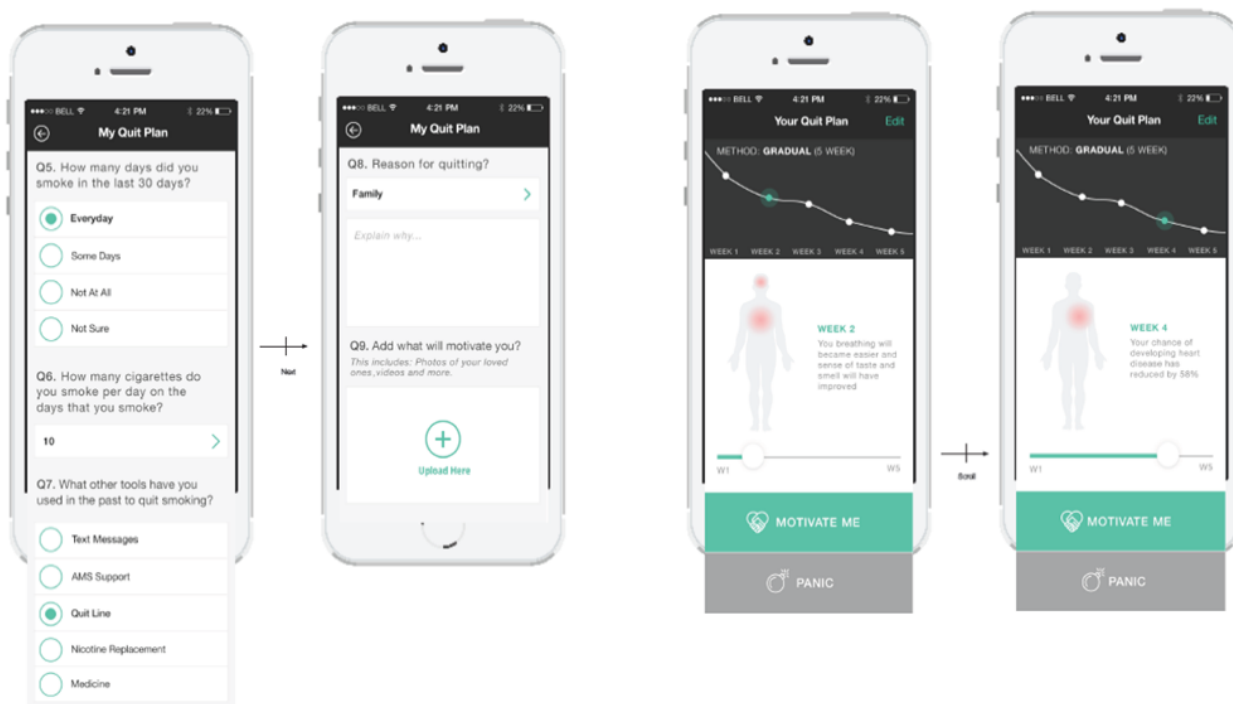 ●●●○○ BELL 4:21 PM 22%
My Quit Plan
Q5. How many days did you
smoke in the last 30 days?
Everyday
Some Days
Not At All
Not Sure
Q6. How many cigarettes do
you smoke per day on the
days that you smoke?
10
Q7. What other tools have you
used in the past to quit smoking?
Text Messages
AMS Support
Quit Line
Nicotine Replacement
Medicine
Next
●●●○○ BELL 4:21 PM 22%
My Quit Plan
Q8. Reason for quitting?
Family
Explain why...
Q9. Add what will motivate you?
This includes: Photos of your loved
ones,videos and more.
Upload Here
●●●○○ BELL 4:21 PM 22%
Your Quit Plan Edit
METHOD: GRADUAL (5 WEEK)
WEEK 1 WEEK 2 WEEK 3 WEEK 4 WEEK 5
WEEK 2
You breathing will
became easier and
sense of taste and
smell will have
improved
W1 W5
MOTIVATE ME
PANIC
Scroll
●●●○○ BELL 4:21 PM 22%
Your Quit Plan Edit
METHOD: GRADUAL (5 WEEK)
WEEK 1 WEEK 2 WEEK 3 WEEK 4 WEEK 5
WEEK 4
Your chance of
developing heart
disease has
reduced by 58%
W1 W5
MOTIVATE ME
PANIC